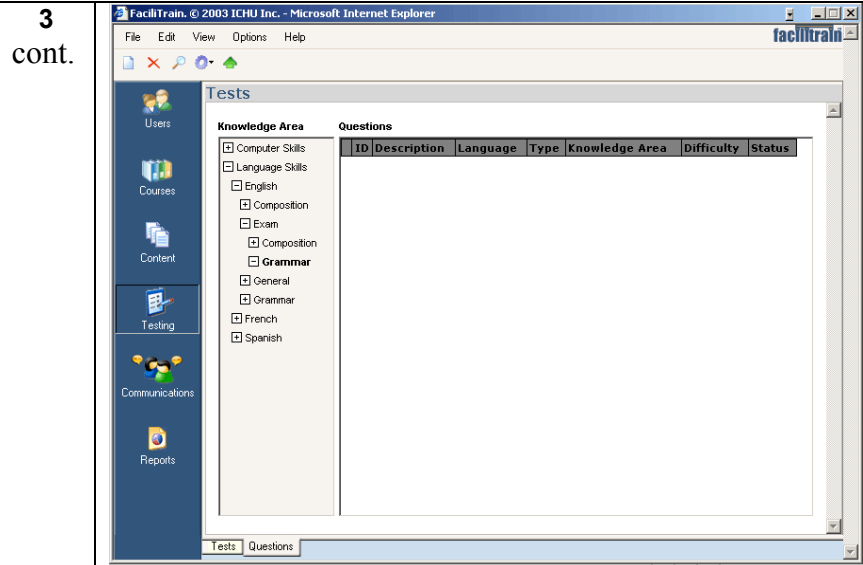 3
cont.
FaciliTrain. © 2003 ICHU Inc. - Microsoft Internet Explorer
File Edit View Options Help
facilitrain
Tests
Users
Courses
Content
Testing
Communications
Reports
Knowledge Area
Computer Skills
Language Skills
English
Composition
Exam
Composition
Grammar
General
Grammar
French
Spanish
Questions
ID Description Language Type Knowledge Area Difficulty Status
Tests Questions